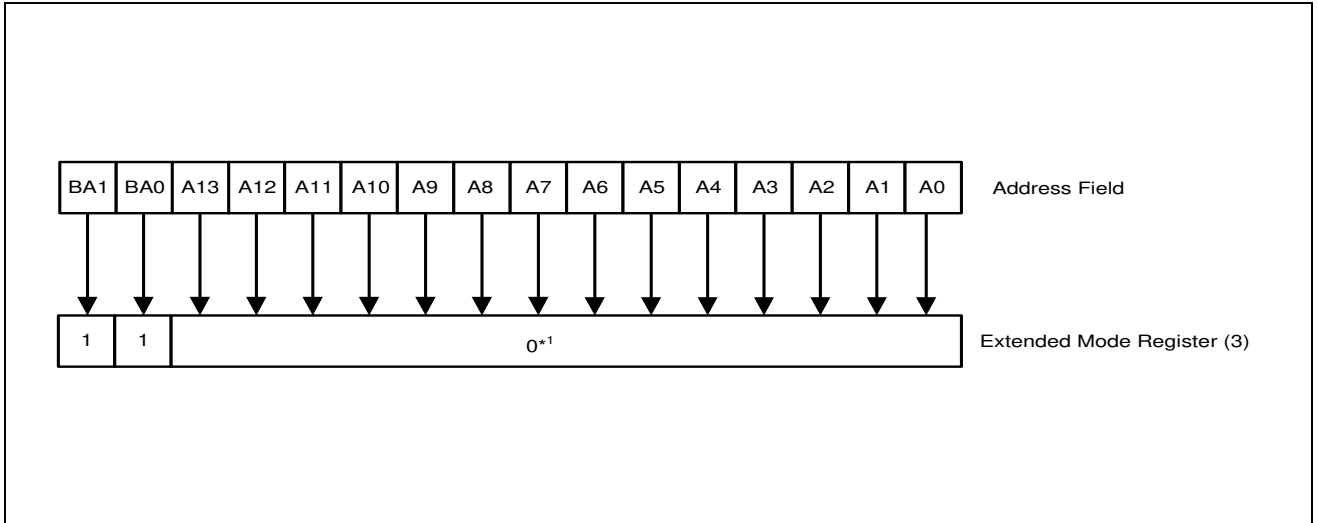 BA1 BA0 A13 A12 A11 A10 A9 A8 A7 A6 A5 A4 A3 A2 A1 A0 Address Field
1 1 0*1 Extended Mode Register (3)